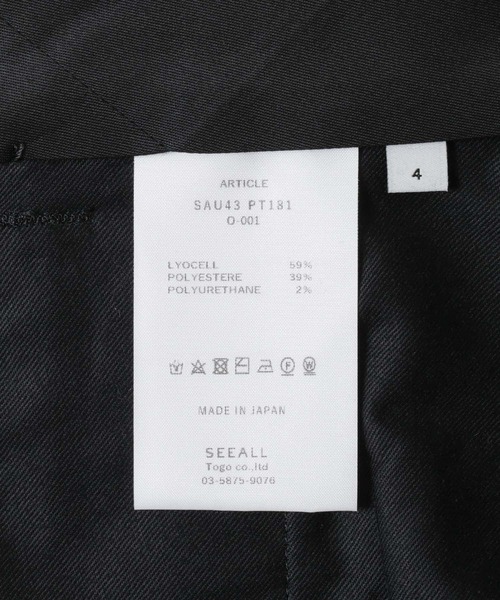 ARTICLE
SAU43 PT181
O-001
LYOCELL 59%
POLYESTERE 39%
POLYURETHANE 2%
F W
MADE IN JAPAN
SEEALL
Togo co.,ltd
03-5875-9076
4